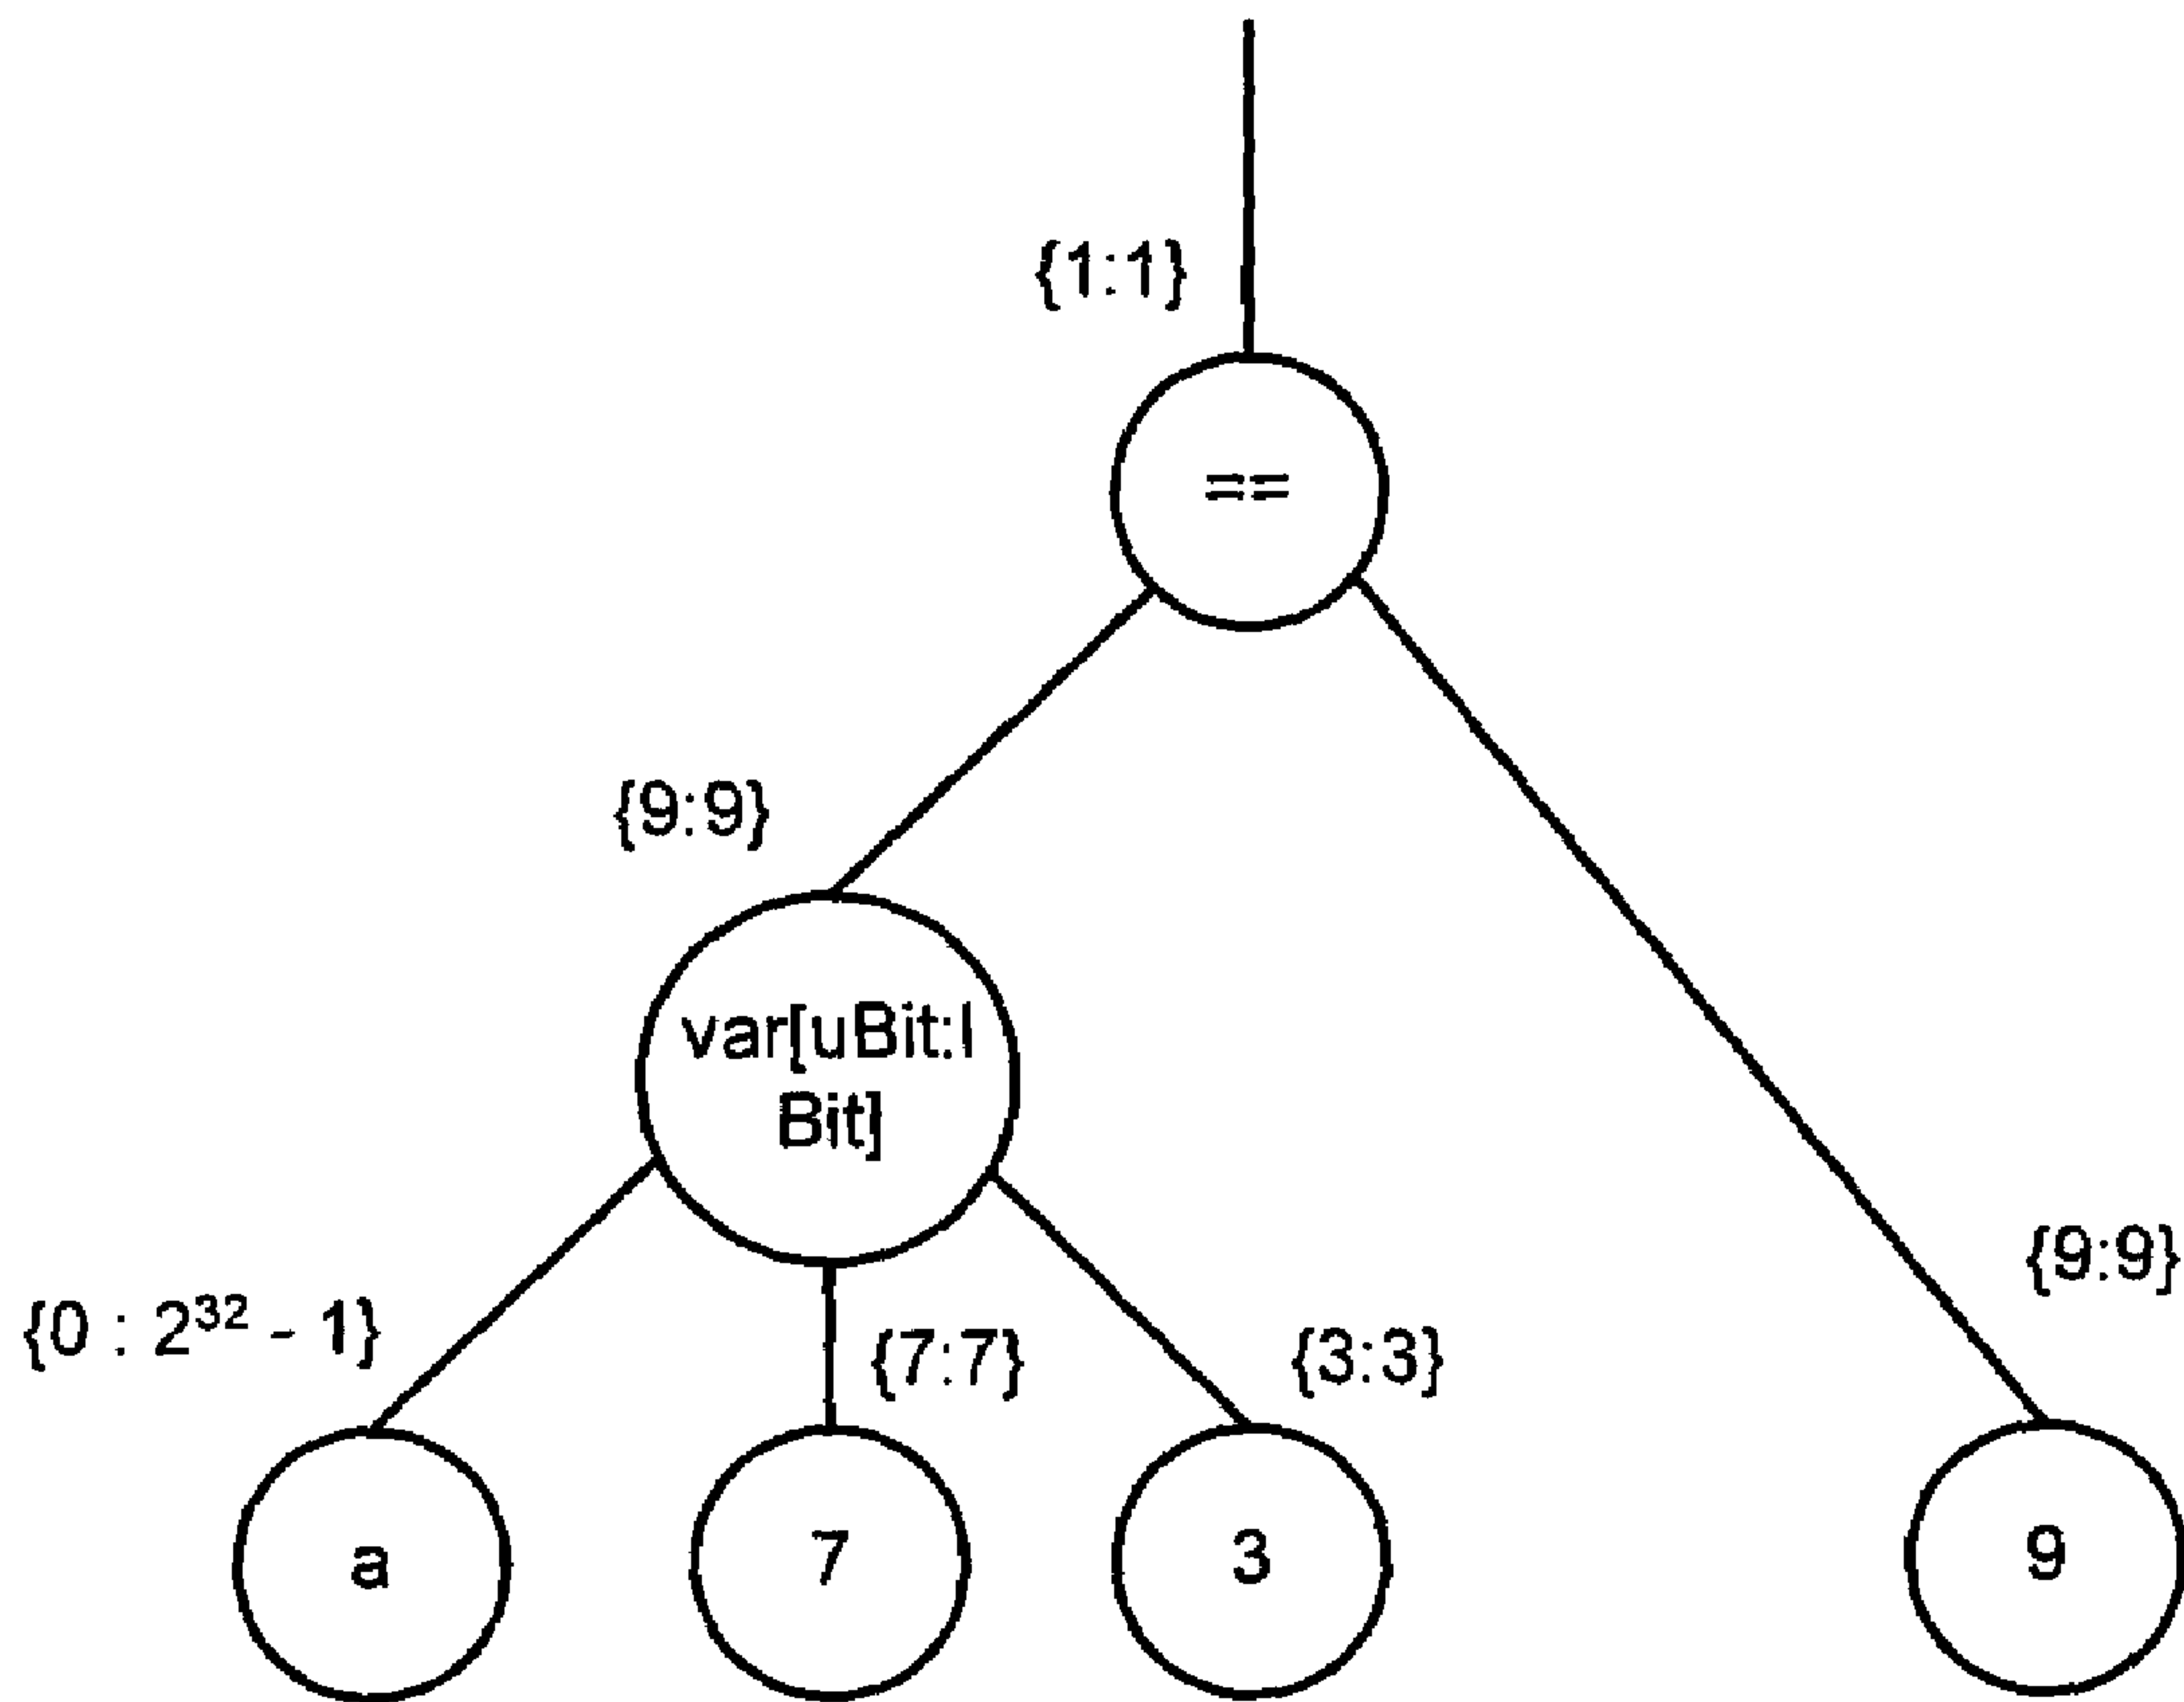 {1:1}
==
{9:9}
var[uBit:l
Bit]
{9:9}
{0 : 2³² - 1}
{7:7}
{3:3}
a
7
3
9